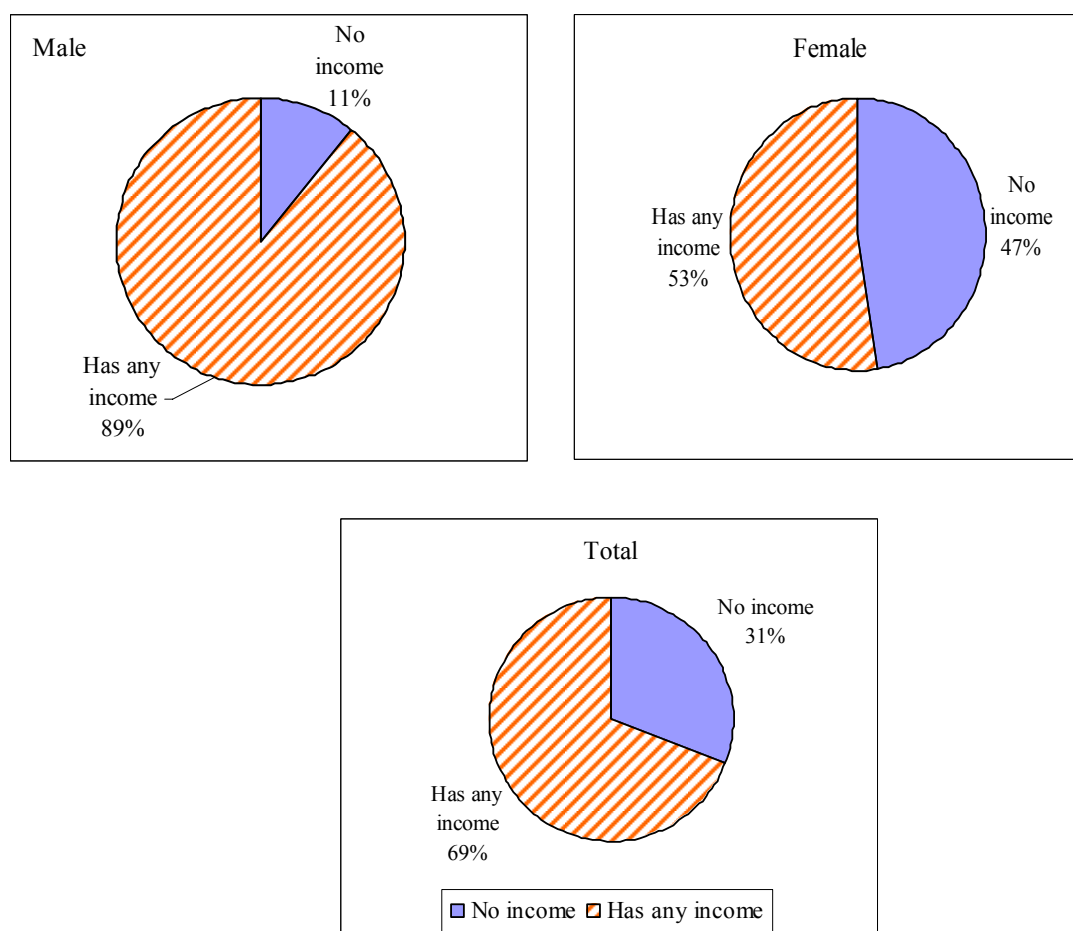 Male
No
income
11%
Has any
income
89%
Female
No
income
47%
Has any
income
53%
Total
No income
31%
Has any
income
69%
No income Has any income